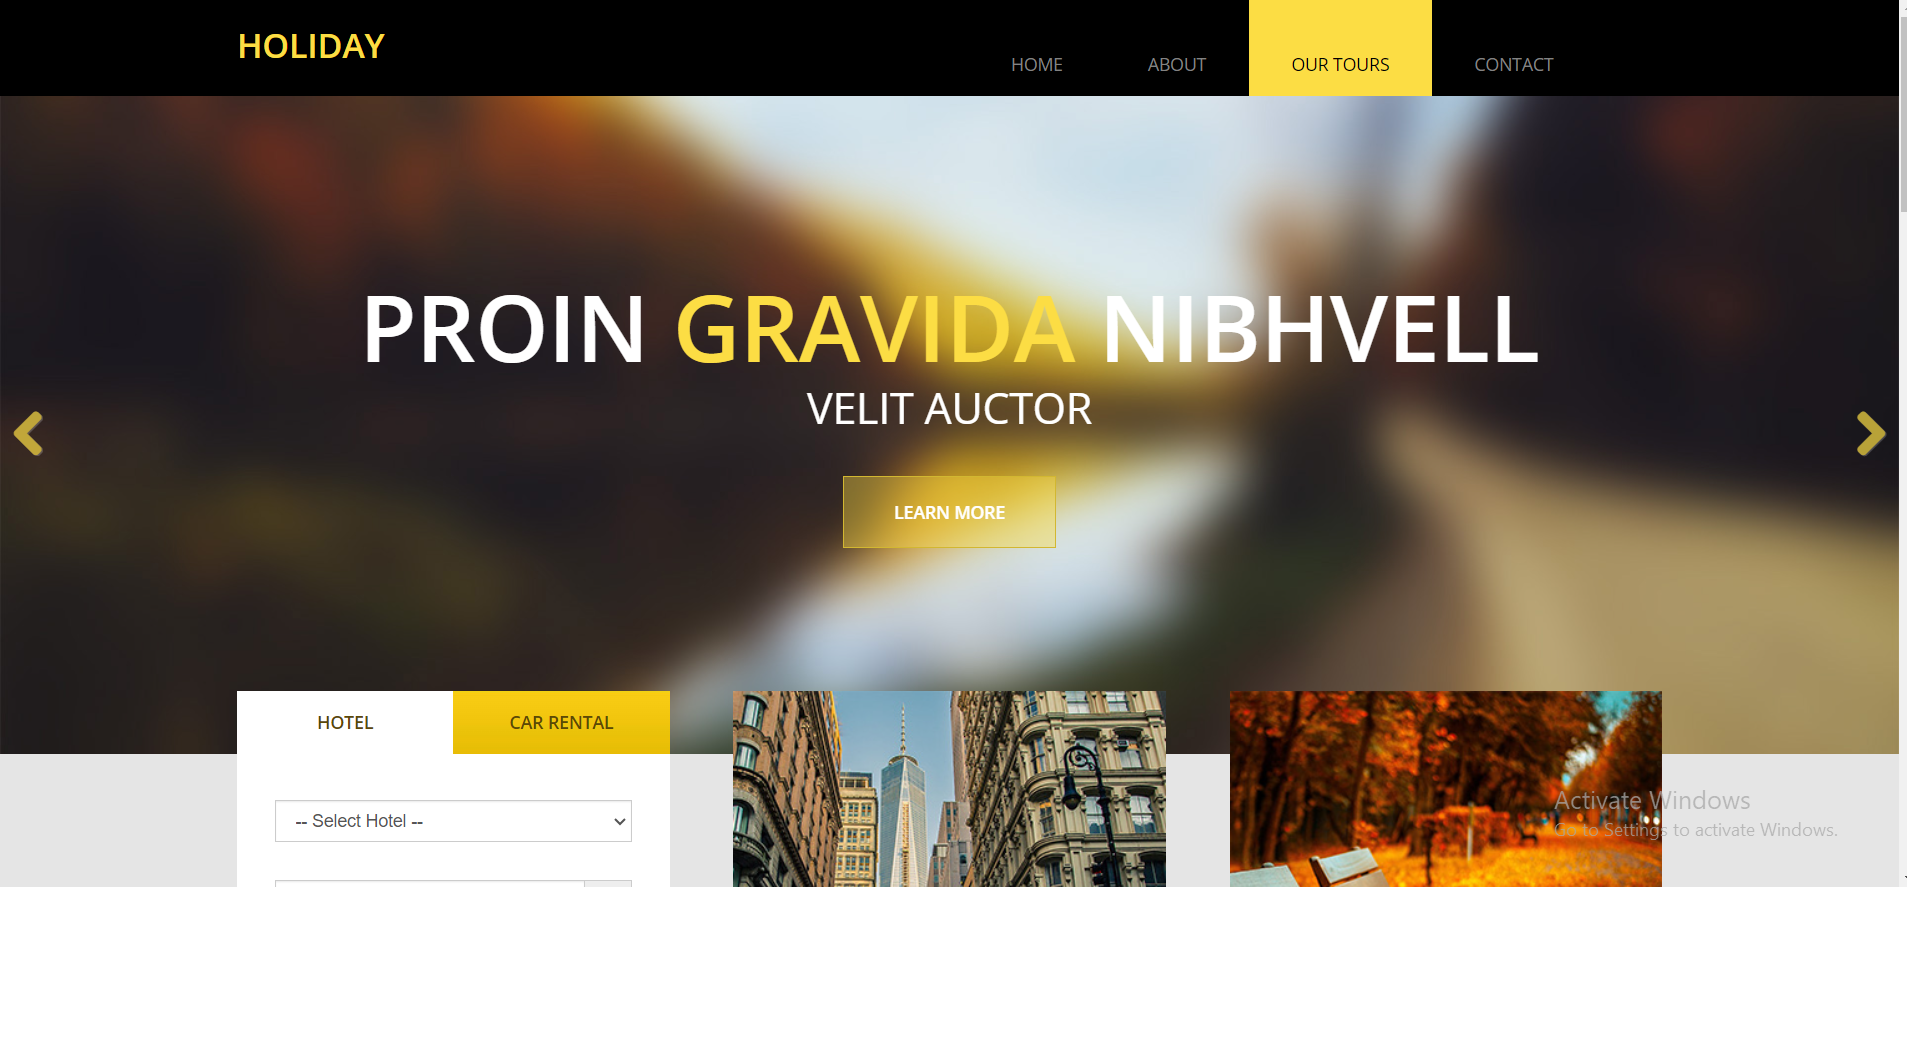 HOLIDAY
HOME
ABOUT
OUR TOURS
CONTACT
PROIN GRAVIDA NIBHVELL
VELIT AUCTOR
LEARN MORE
HOTEL
CAR RENTAL
-- Select Hotel --
Activate Windows
Go to Settings to activate Windows.